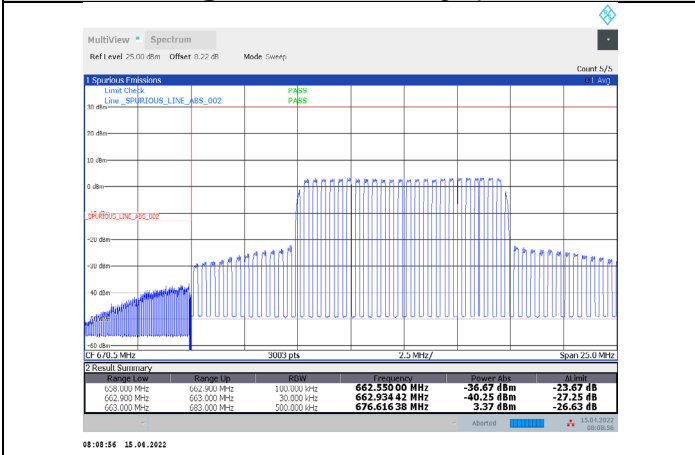 MultiView Spectrum
Ref Level 25.00 dBm Offset 8.22 dB Mode Sweep
Count 5/5
1 Spurious Emissions 1 Avg
Limit Check PASS
Line _SPURIOUS_LINE_ABS_002 PASS
30 dBm
20 dBm
10 dBm
0 dBm
_SPURIOUS_LINE_ABS_002
-20 dBm
-30 dBm
-40 dBm
-60 dBm
CF 670.5 MHz 3003 pts 2.5 MHz/ Span 25.0 MHz
2 Result Summary
Range Low Range Up RBW Frequency Power Abs ΔLimit
658.000 MHz 662.900 MHz 100.000 kHz 662.550 00 MHz -36.67 dBm -23.67 dB
662.900 MHz 663.000 MHz 30.000 kHz 662.934 42 MHz -40.25 dBm -27.25 dB
663.000 MHz 683.000 MHz 500.000 kHz 676.616 38 MHz 3.37 dBm -26.63 dB
Aborted 15.04.2022
08:08:56
08:08:56 15.04.2022